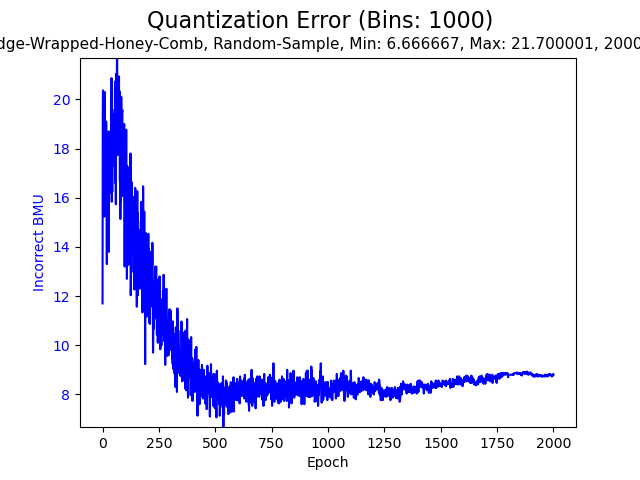 Quantization Error (Bins: 1000)
dge-Wrapped-Honey-Comb, Random-Sample, Min: 6.666667, Max: 21.700001, 2000
20
18
16
14
12
10
8
Incorrect BMU
0 250 500 750 1000 1250 1500 1750 2000
Epoch